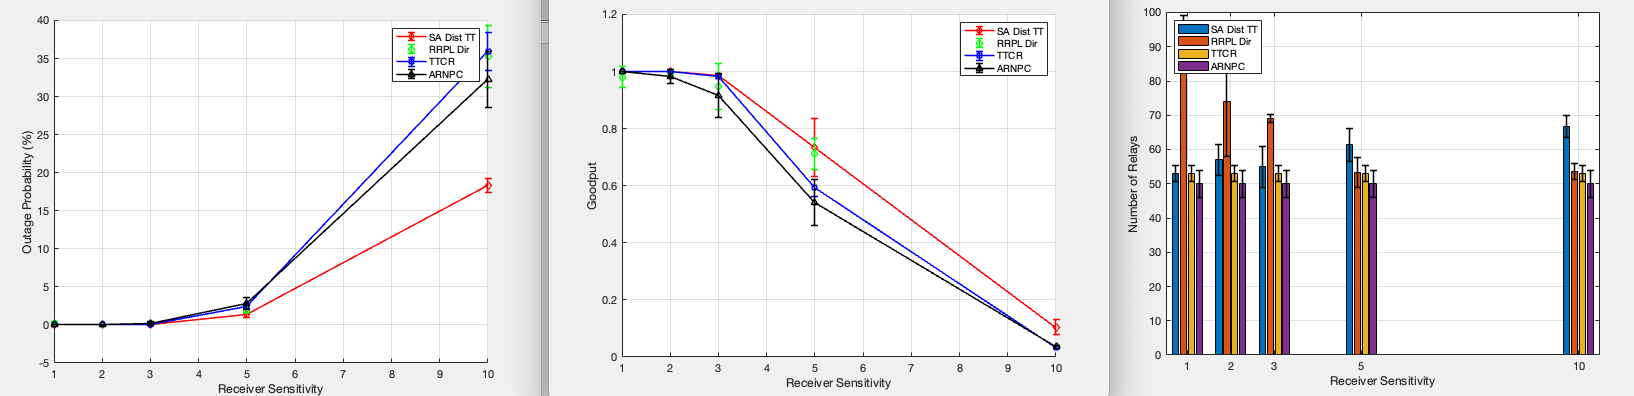 Outage Probability (%)
40
35
30
25
20
15
10
5
0
-5
SA Dist TT
RRPL Dir
TTCR
ARNPC
1 2 3 4 5 6 7 8 9 10
Receiver Sensitivity
Goodput
1.2
1
0.8
0.6
0.4
0.2
0
SA Dist TT
RRPL Dir
TTCR
ARNPC
1 2 3 4 5 6 7 8 9 10
Receiver Sensitivity
Number of Relays
100
90
80
70
60
50
40
30
20
10
0
SA Dist TT
RRPL Dir
TTCR
ARNPC
1 2 3 5 10
Receiver Sensitivity